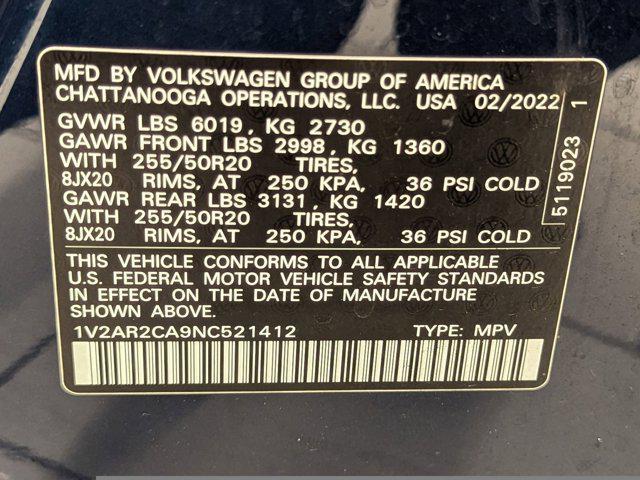 MFD BY VOLKSWAGEN GROUP OF AMERICA
CHATTANOOGA OPERATIONS, LLC. USA 02/2022
GVWR LBS 6019, KG 2730
GAWR FRONT LBS 2998, KG 1360
WITH 255/50R20 TIRES,
8JX20 RIMS, AT 250 KPA, 36 PSI COLD
GAWR REAR LBS 3131, KG 1420
WITH 255/50R20 TIRES,
8JX20 RIMS, AT 250 KPA, 36 PSI COLD
THIS VEHICLE CONFORMS TO ALL APPLICABLE
U.S. FEDERAL MOTOR VEHICLE SAFETY STANDARDS
IN EFFECT ON THE DATE OF MANUFACTURE
SHOWN ABOVE.
1V2AR2CA9NC521412 TYPE: MPV
5119023 1